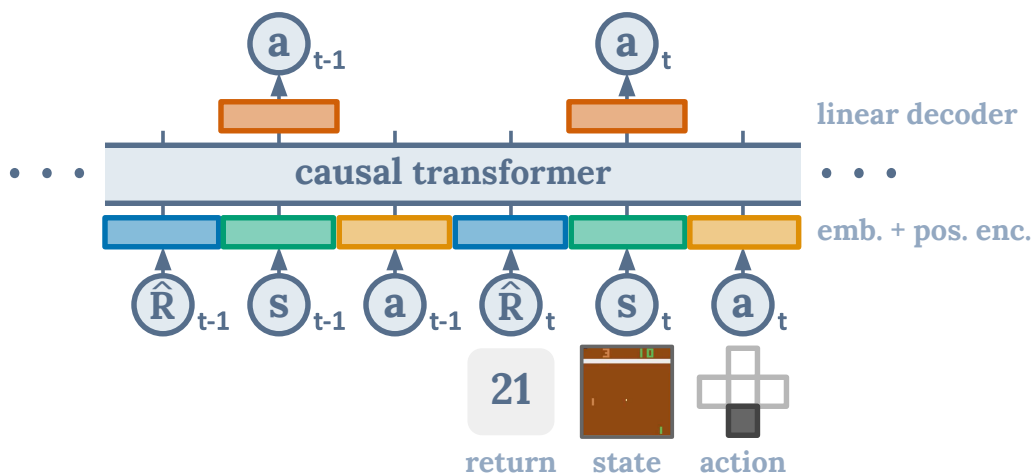 a t-1 a t
linear decoder
causal transformer
emb. + pos. enc.
R̂ t-1 s t-1 a t-1 R̂ t s t a t
3 10
21
return state action